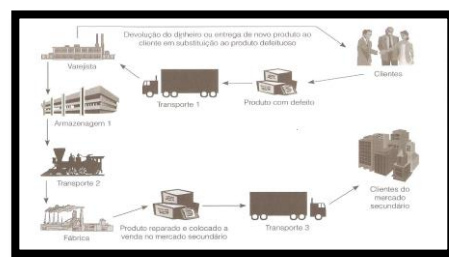 Devolução do dinheiro ou entrega de novo produto ao
cliente em substituição ao produto defeituoso
Varejista
Clientes
Transporte 1
Produto com defeito
Armazenagem 1
Transporte 2
Clientes do
mercado
secundário
Fábrica
Produto reparado e colocado a
venda no mercado secundário
Transporte 3